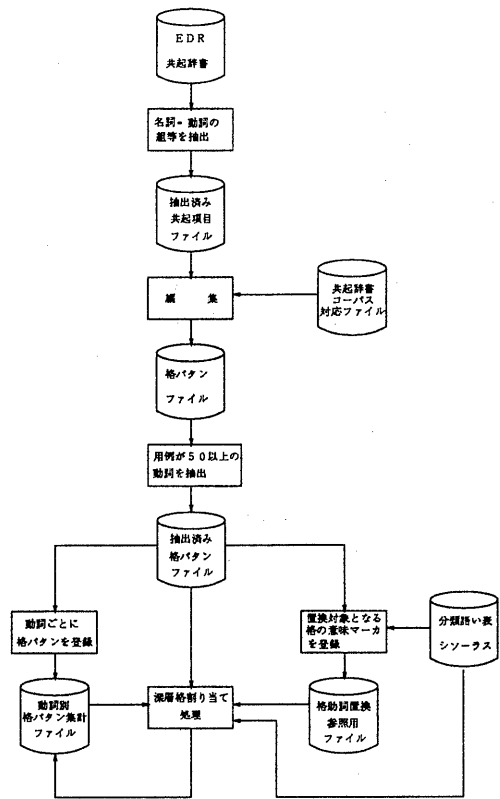 EDR
共起辞書
名詞-動詞の
組等を抽出
抽出済み
共起項目
ファイル
編 集
共起辞書
コーパス
対応ファイル
格パタン
ファイル
用例が50以上の
動詞を抽出
抽出済み
格パタン
ファイル
動詞ごとに
格パタンを登録
置換対象となる
格の意味マーカ
を登録
分類語い表
シソーラス
動詞別
格パタン集計
ファイル
深層格割り当て
処理
格助詞置換
参照用
ファイル